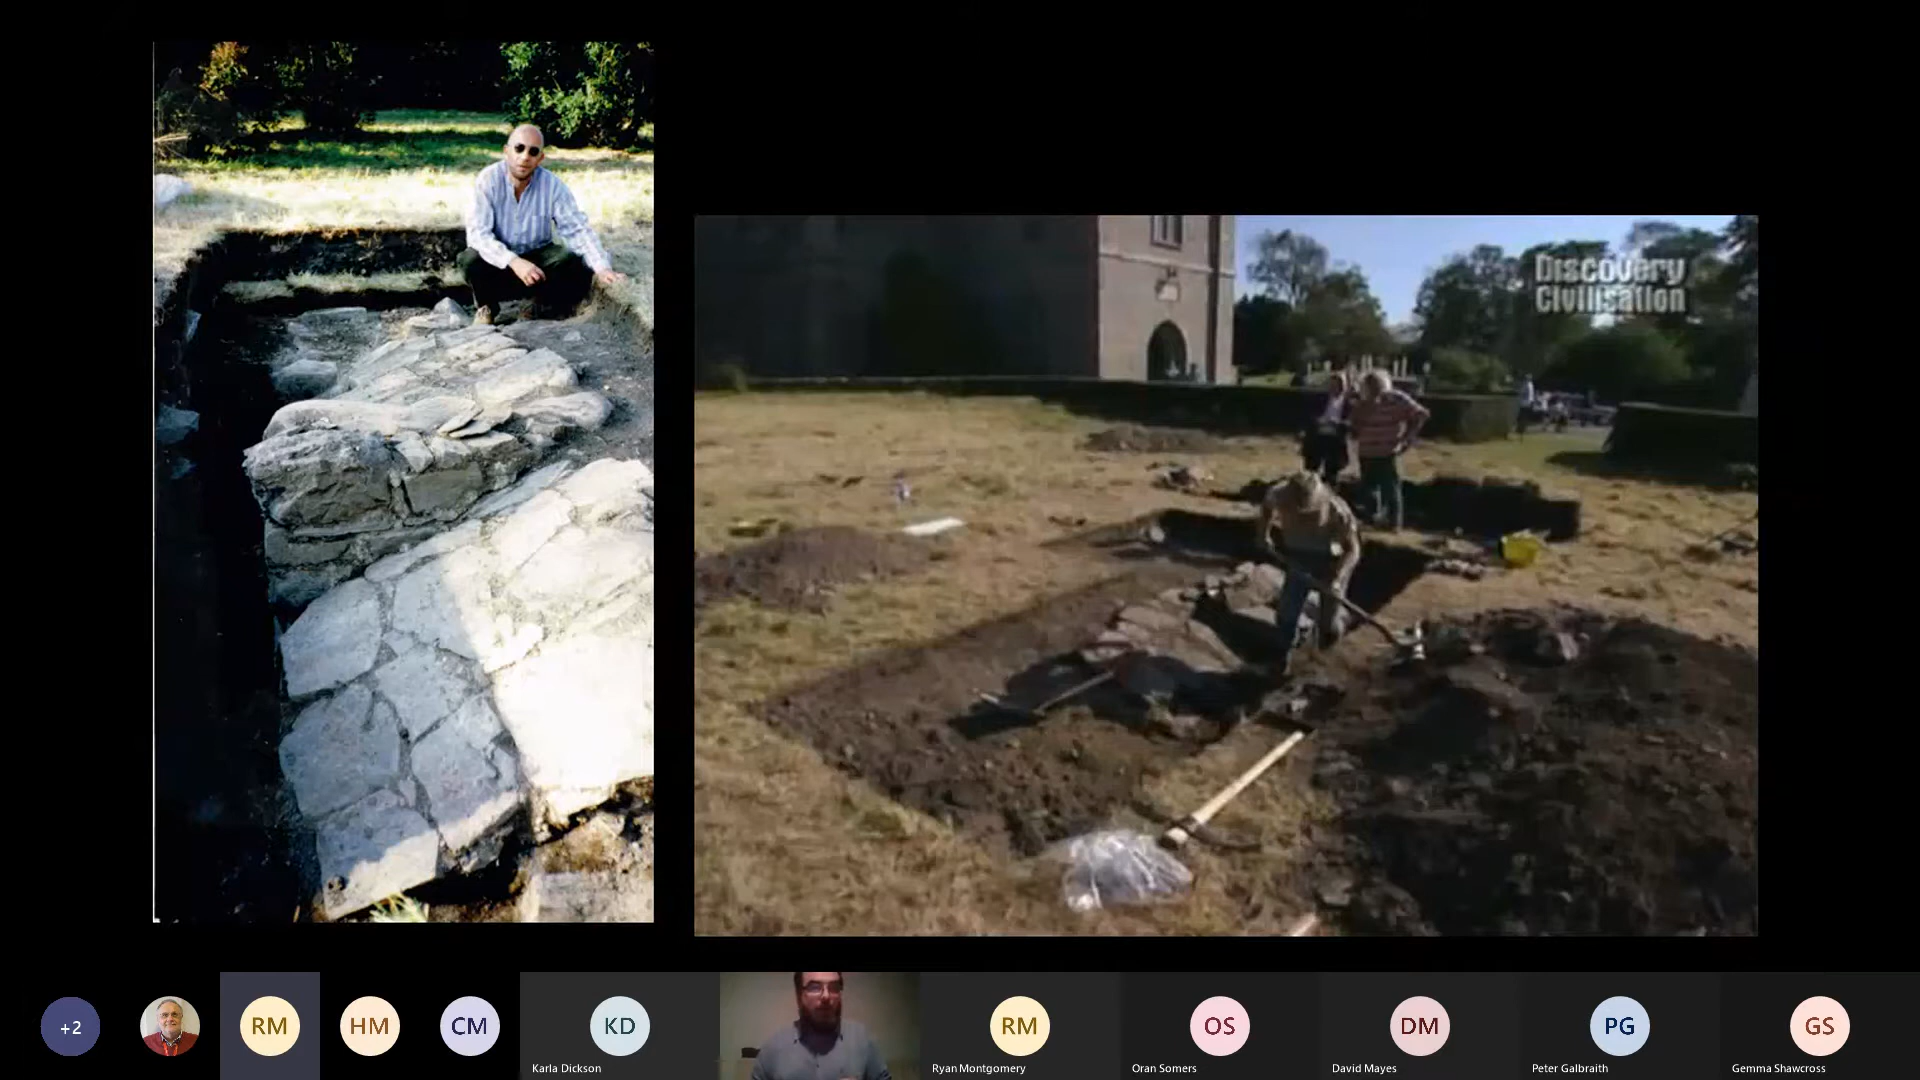 Discovery
Civilisation
+2
RM
HM
CM
KD
Karla Dickson
RM
Ryan Montgomery
OS
Oran Somers
DM
David Mayes
PG
Peter Galbraith
GS
Gemma Shawcross